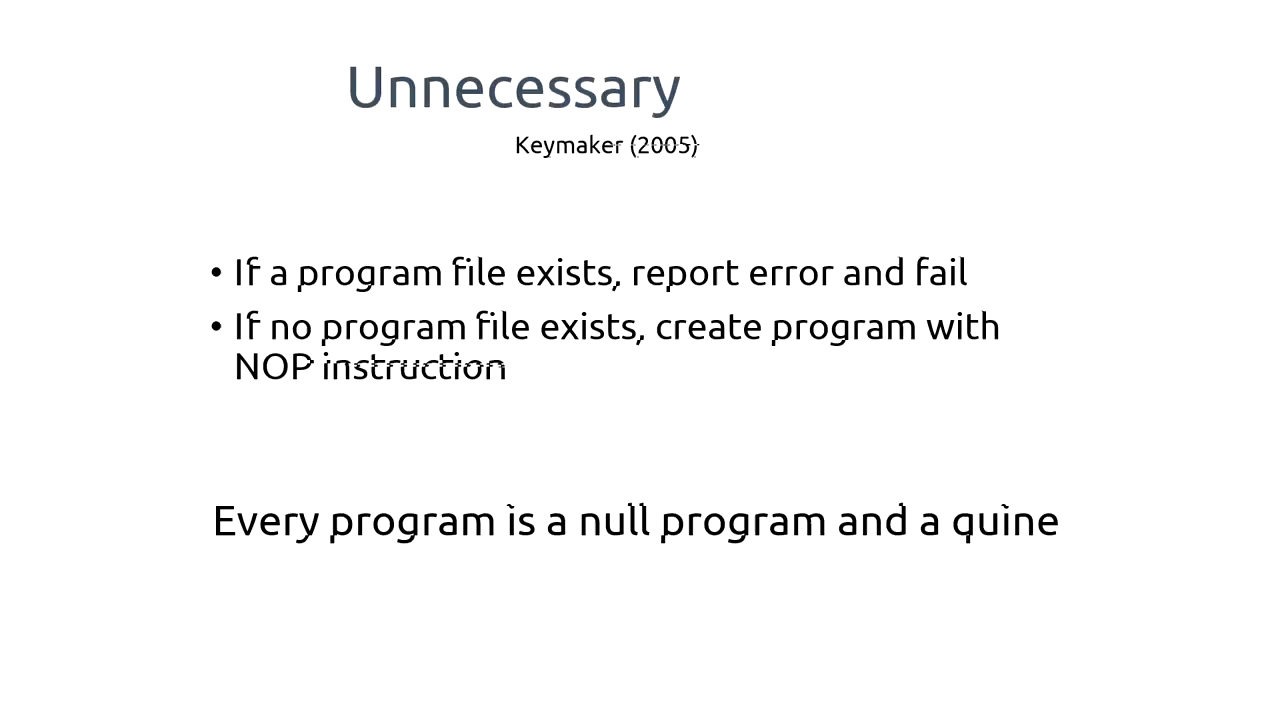 Unnecessary
Keymaker (2005)
• If a program file exists, report error and fail
• If no program file exists, create program with
NOP instruction
Every program is a null program and a quine